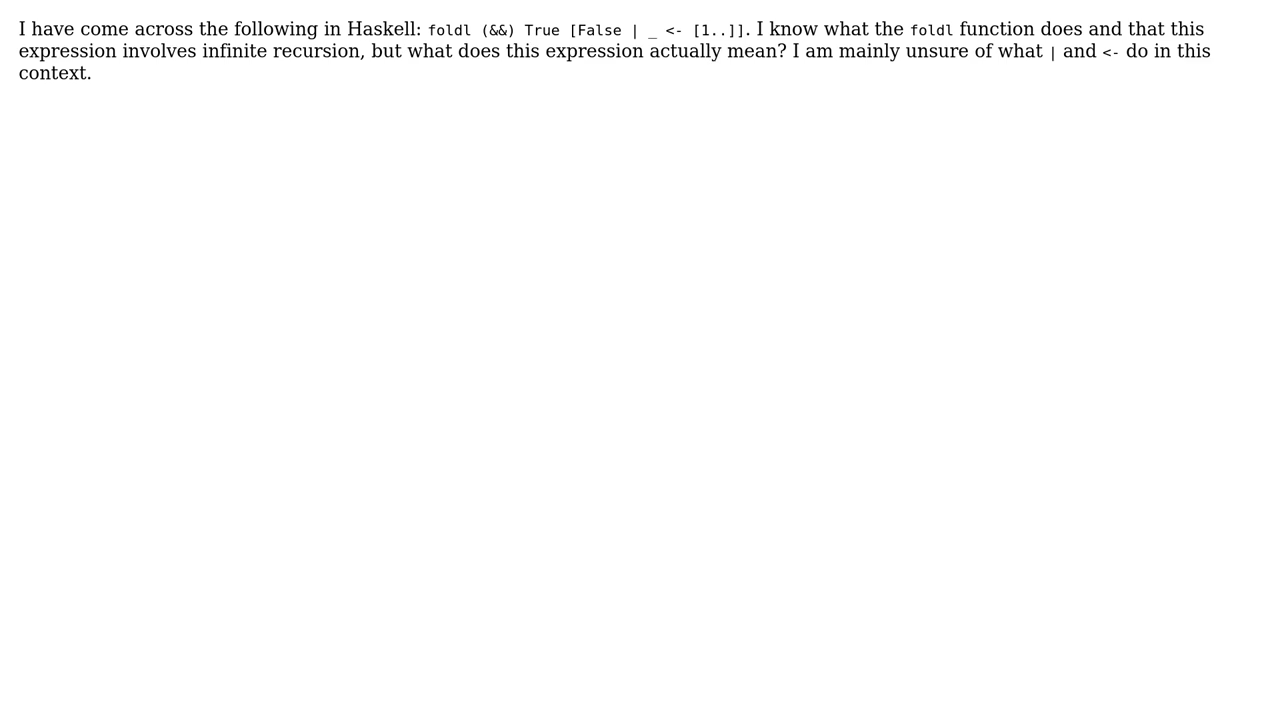 I have come across the following in Haskell: foldl (&&) True [False | _ <- [1..]]. I know what the foldl function does and that this
expression involves infinite recursion, but what does this expression actually mean? I am mainly unsure of what | and <- do in this
context.